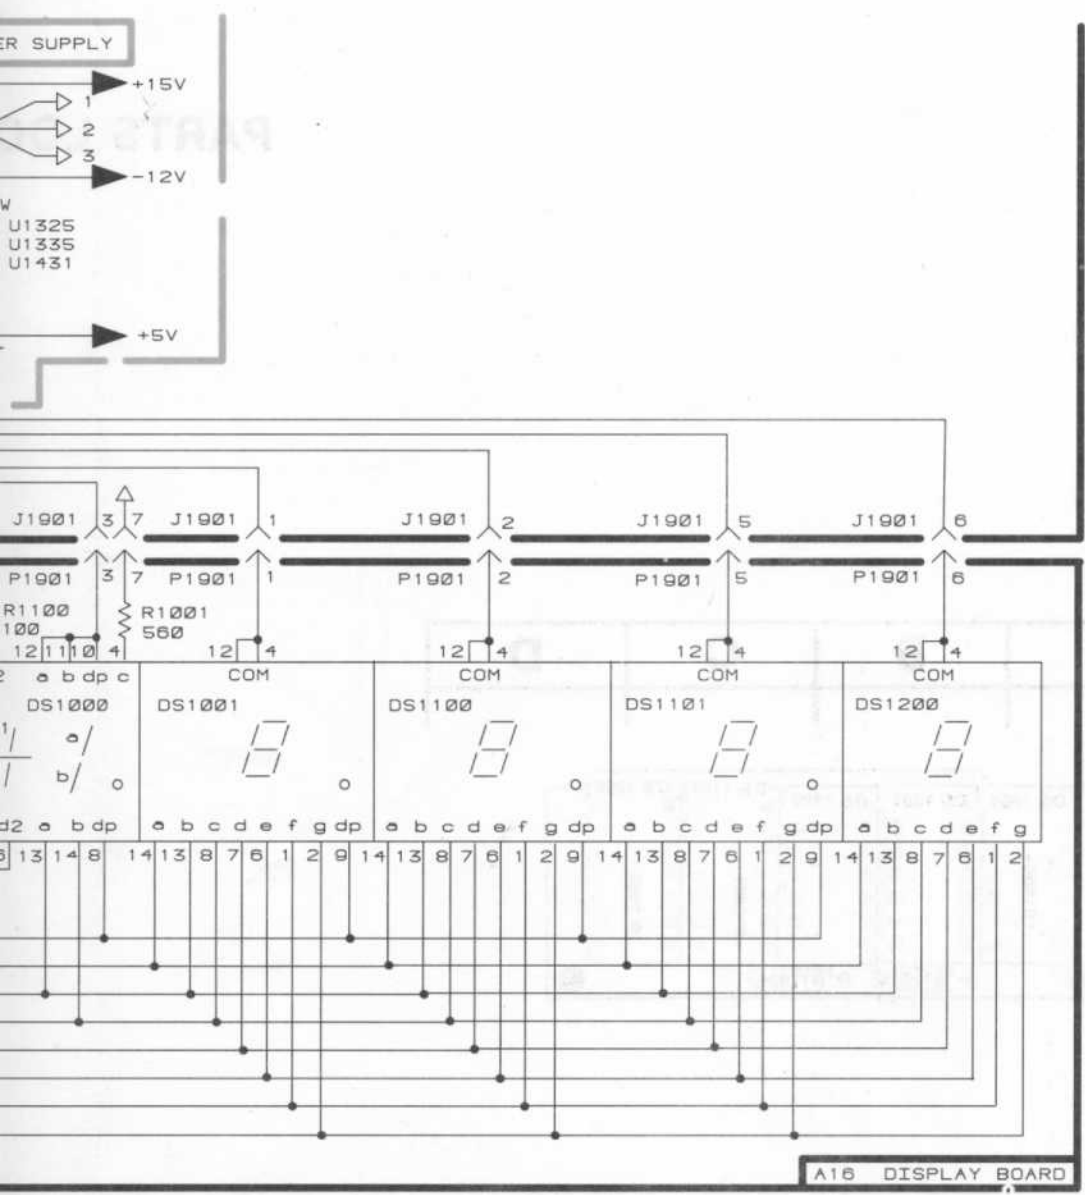 ER SUPPLY
+15V
1
2
3
-12V
W
U1325
U1335
U1431
+5V
J1901 3 7 J1901 1 J1901 2 J1901 5 J1901 6
P1901 3 7 P1901 1 P1901 2 P1901 5 P1901 6
R1100 R1001
100 560
12 11 10 4 12 4 12 4 12 4 12 4
2 a b dp c COM COM COM COM
DS1000 DS1001 DS1100 DS1101 DS1200
1 a
b
d2 a b dp a b c d e f g dp a b c d e f g dp a b c d e f g dp a b c d e f g
6 13 14 8 14 13 8 7 6 1 2 9 14 13 8 7 6 1 2 9 14 13 8 7 6 1 2 9 14 13 8 7 6 1 2
A16 DISPLAY BOARD